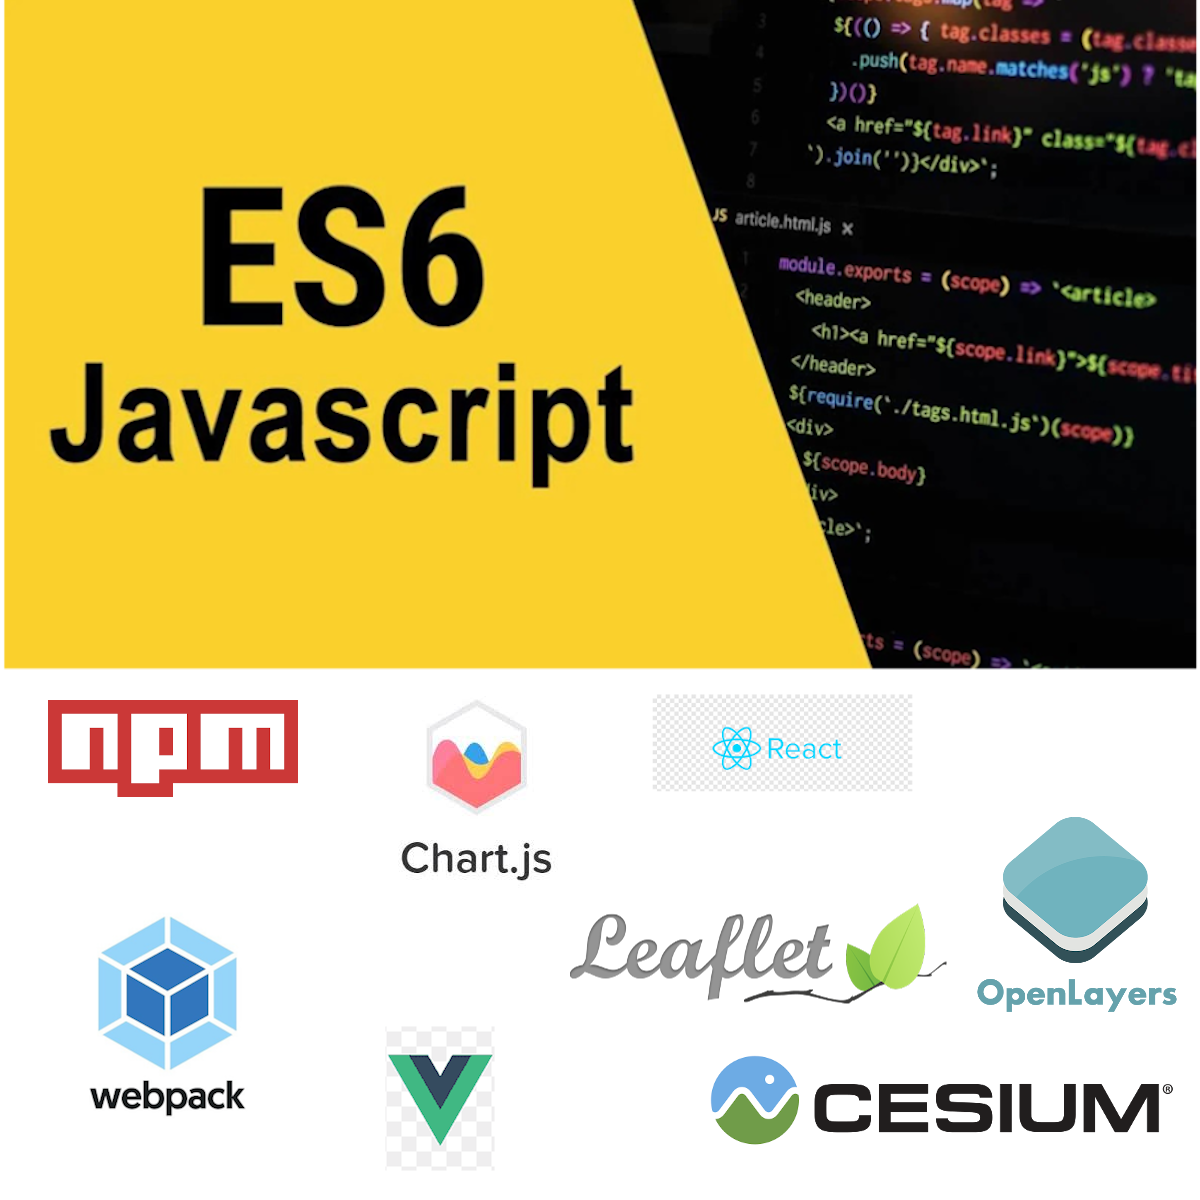 ES6
Javascript
3
${(() => { tag.classes = (tag.classe
4
.push(tag.name.matches('js') ? 'ta
5
})()}
6
<a href="${tag.link}" class="${tag.cl
7
`).join('')}</div>`;
8
JS article.html.js ×
1
module.exports = (scope) => `<article>
2
<header>
<h1><a href="${scope.link}">${scope.ti
</header>
${require(`./tags.html.js`)(scope)}
<div>
${scope.body}
div>
cle>`;
ts = (scope) =>
npm
Chart.js
React
OpenLayers
Leaflet
webpack
CESIUM®